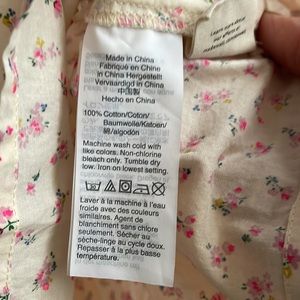 Made in China
Fabriqué en Chine
in China Hergestellt
Vervaardigd in China
中国製
Hecho en China
100% Cotton/Coton/
Baumwolle/Katoen/
綿/algodón
Machine wash cold with
like colors. Non-chlorine
bleach only. Tumble dry
low. Iron on lowest setting.
Laver à la machine à l'eau
froide avec des couleurs
similaires. Agent de
blanchiment sans chlore
seulement. Sécher au
sèche-linge au cycle doux.
Repasser à la plus basse
température.